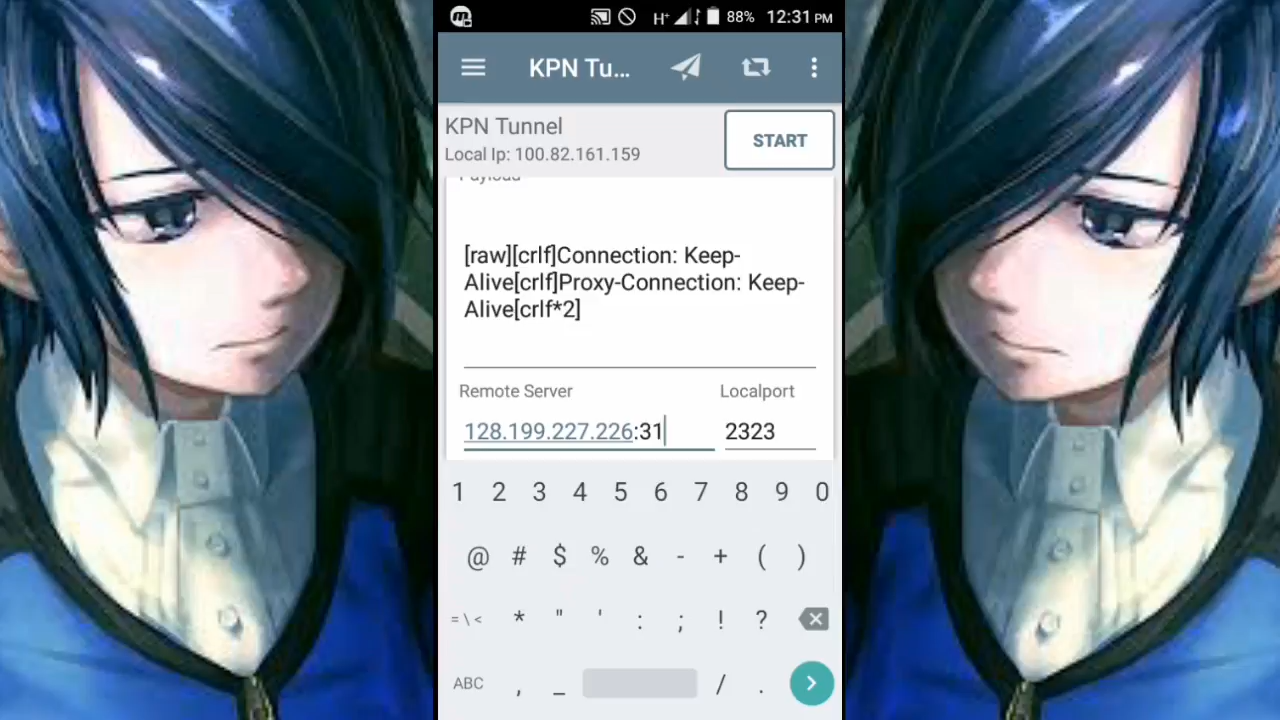 H+ 88% 12:31 PM
KPN Tu...
KPN Tunnel
START
Local Ip: 100.82.161.159
Payload
[raw][crlf]Connection: Keep-
Alive[crlf]Proxy-Connection: Keep-
Alive[crlf*2]
Remote Server Localport
128.199.227.226:31 2323
1 2 3 4 5 6 7 8 9 0
@ # $ % & - + ( )
= \ < * " ' : ; ! ?
ABC , _ / .